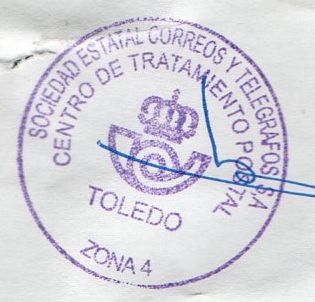 SOCIEDAD ESTATAL CORREOS Y TELEGRAFOS, S.A.
CENTRO DE TRATAMIENTO POSTAL
TOLEDO
ZONA 4